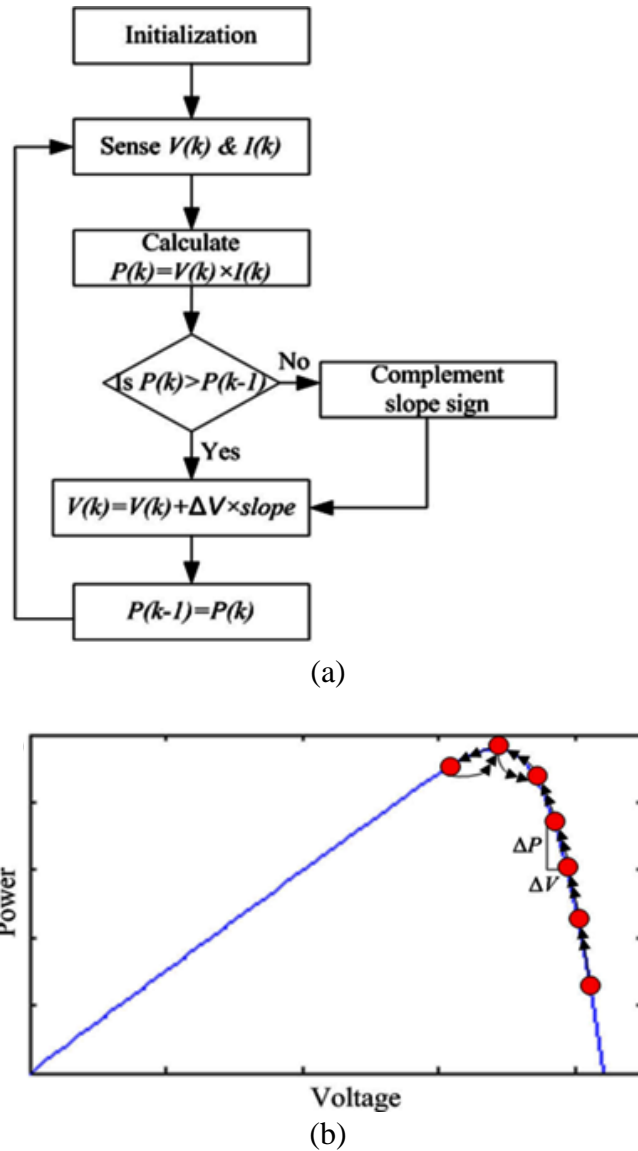 Initialization
Sense V(k) & I(k)
Calculate
P(k)=V(k)×I(k)
Is P(k)>P(k-1)
No
Complement
slope sign
Yes
V(k)=V(k)+ΔV×slope
P(k-1)=P(k)
(a)
Power
ΔP
ΔV
Voltage
(b)